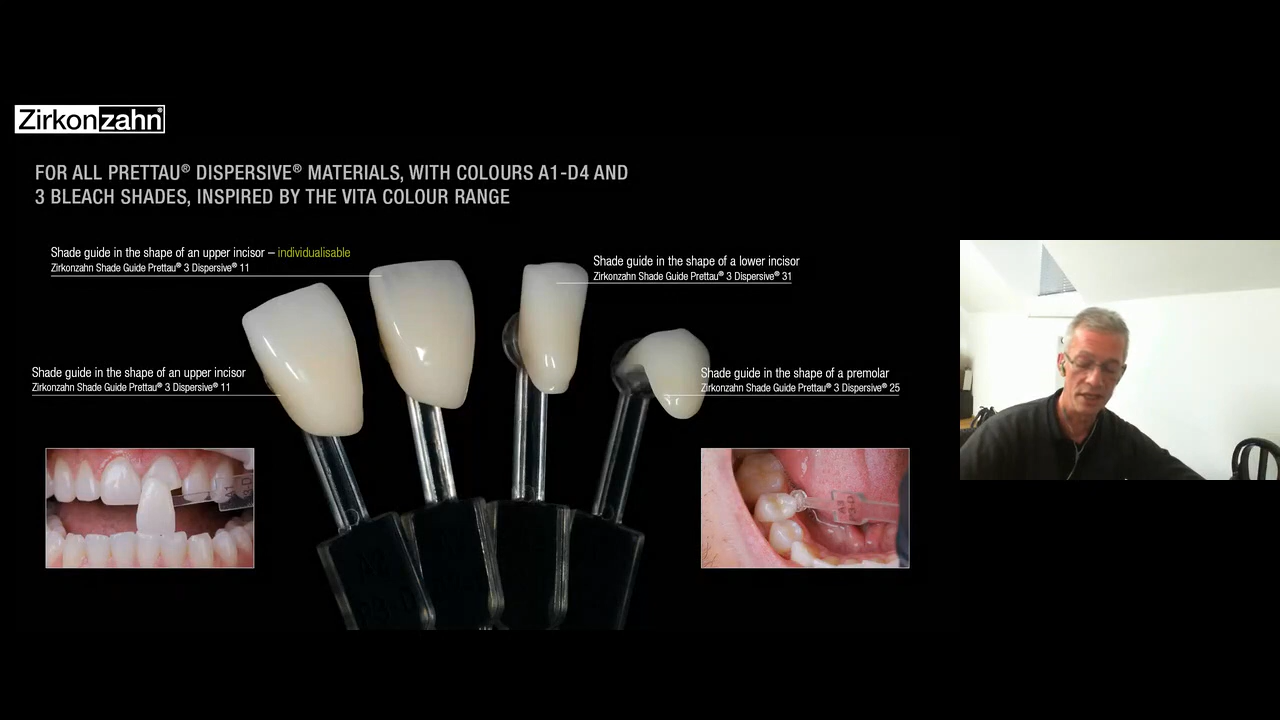 Zirkonzahn®
FOR ALL PRETTAU® DISPERSIVE® MATERIALS, WITH COLOURS A1-D4 AND
3 BLEACH SHADES, INSPIRED BY THE VITA COLOUR RANGE
Shade guide in the shape of an upper incisor – individualisable
Zirkonzahn Shade Guide Prettau® 3 Dispersive® 11
Shade guide in the shape of a lower incisor
Zirkonzahn Shade Guide Prettau® 3 Dispersive® 31
Shade guide in the shape of an upper incisor
Zirkonzahn Shade Guide Prettau® 3 Dispersive® 11
Shade guide in the shape of a premolar
Zirkonzahn Shade Guide Prettau® 3 Dispersive® 25